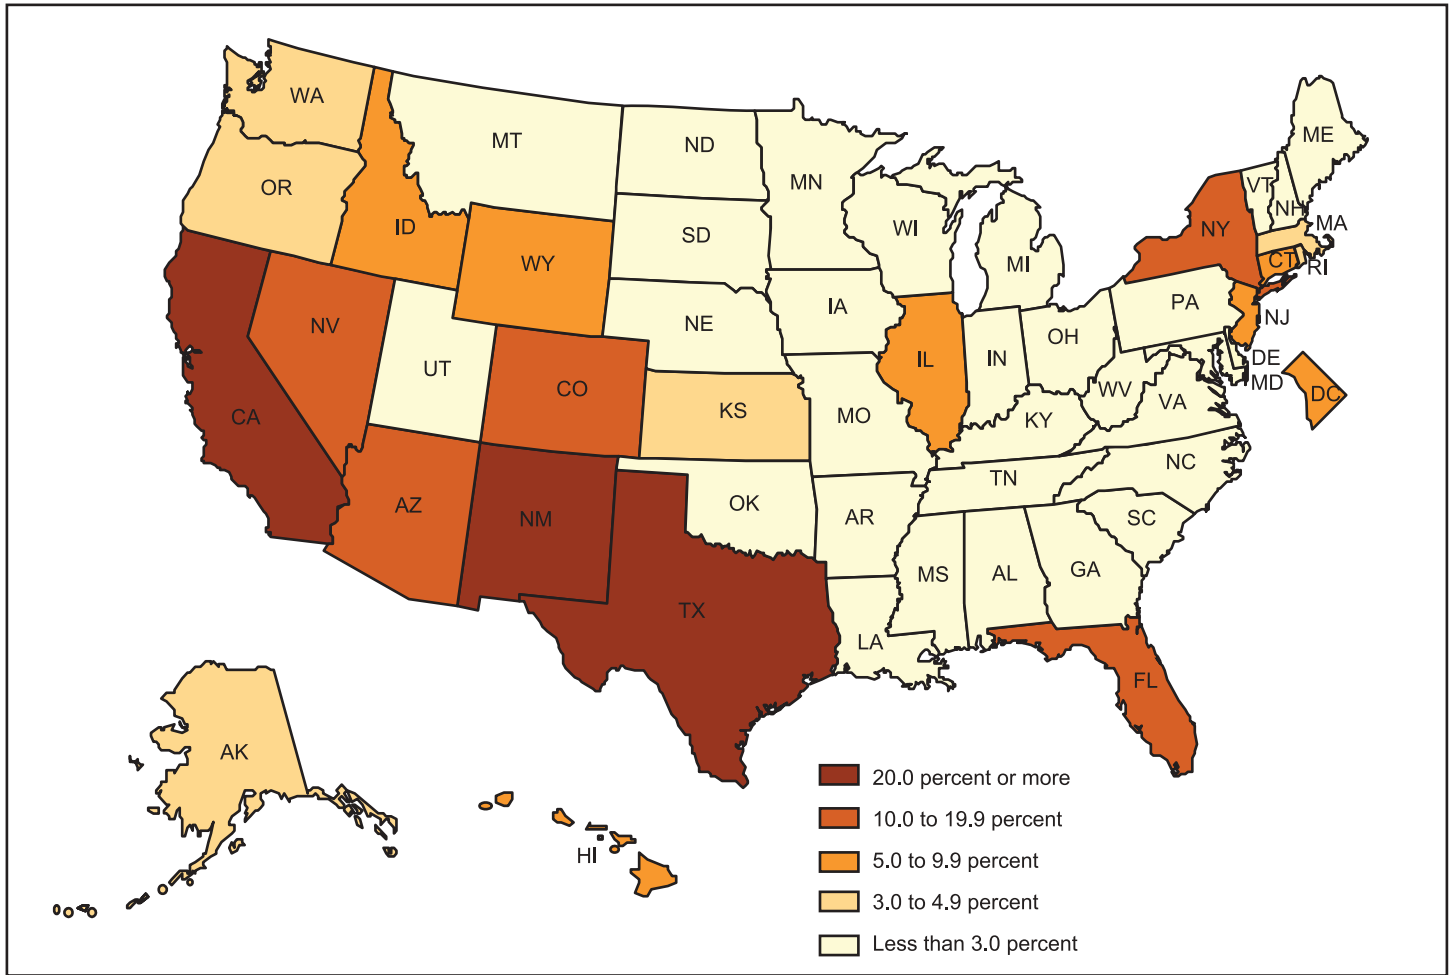 WA
MT
ND
MN
ME
VT
NH
OR
ID
SD
WI
MA
NY
CT
RI
WY
MI
PA
NV
NE
IA
NJ
UT
IL
IN
OH
DE
MD
CO
KS
MO
WV
VA
DC
CA
KY
NC
AZ
NM
OK
AR
TN
SC
TX
MS
AL
GA
LA
FL
AK
HI
20.0 percent or more
10.0 to 19.9 percent
5.0 to 9.9 percent
3.0 to 4.9 percent
Less than 3.0 percent